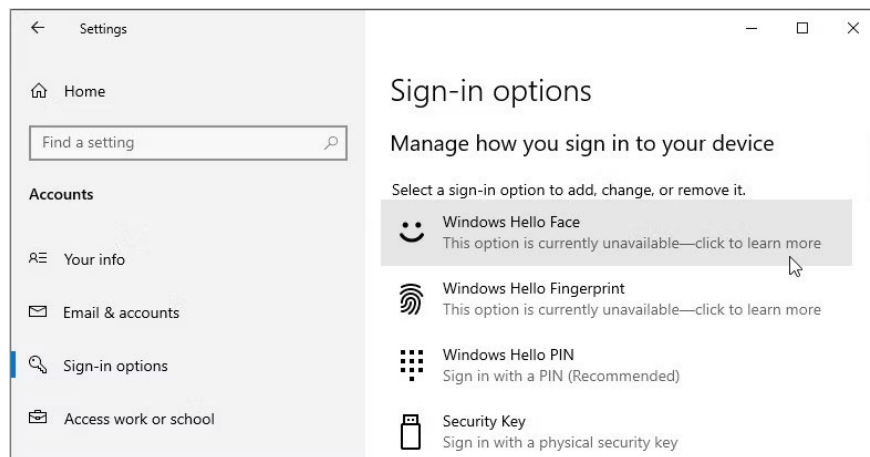 Settings
Home
Find a setting
Accounts
Your info
Email & accounts
Sign-in options
Access work or school
Sign-in options
Manage how you sign in to your device
Select a sign-in option to add, change, or remove it.
Windows Hello Face
This option is currently unavailable—click to learn more
Windows Hello Fingerprint
This option is currently unavailable—click to learn more
Windows Hello PIN
Sign in with a PIN (Recommended)
Security Key
Sign in with a physical security key